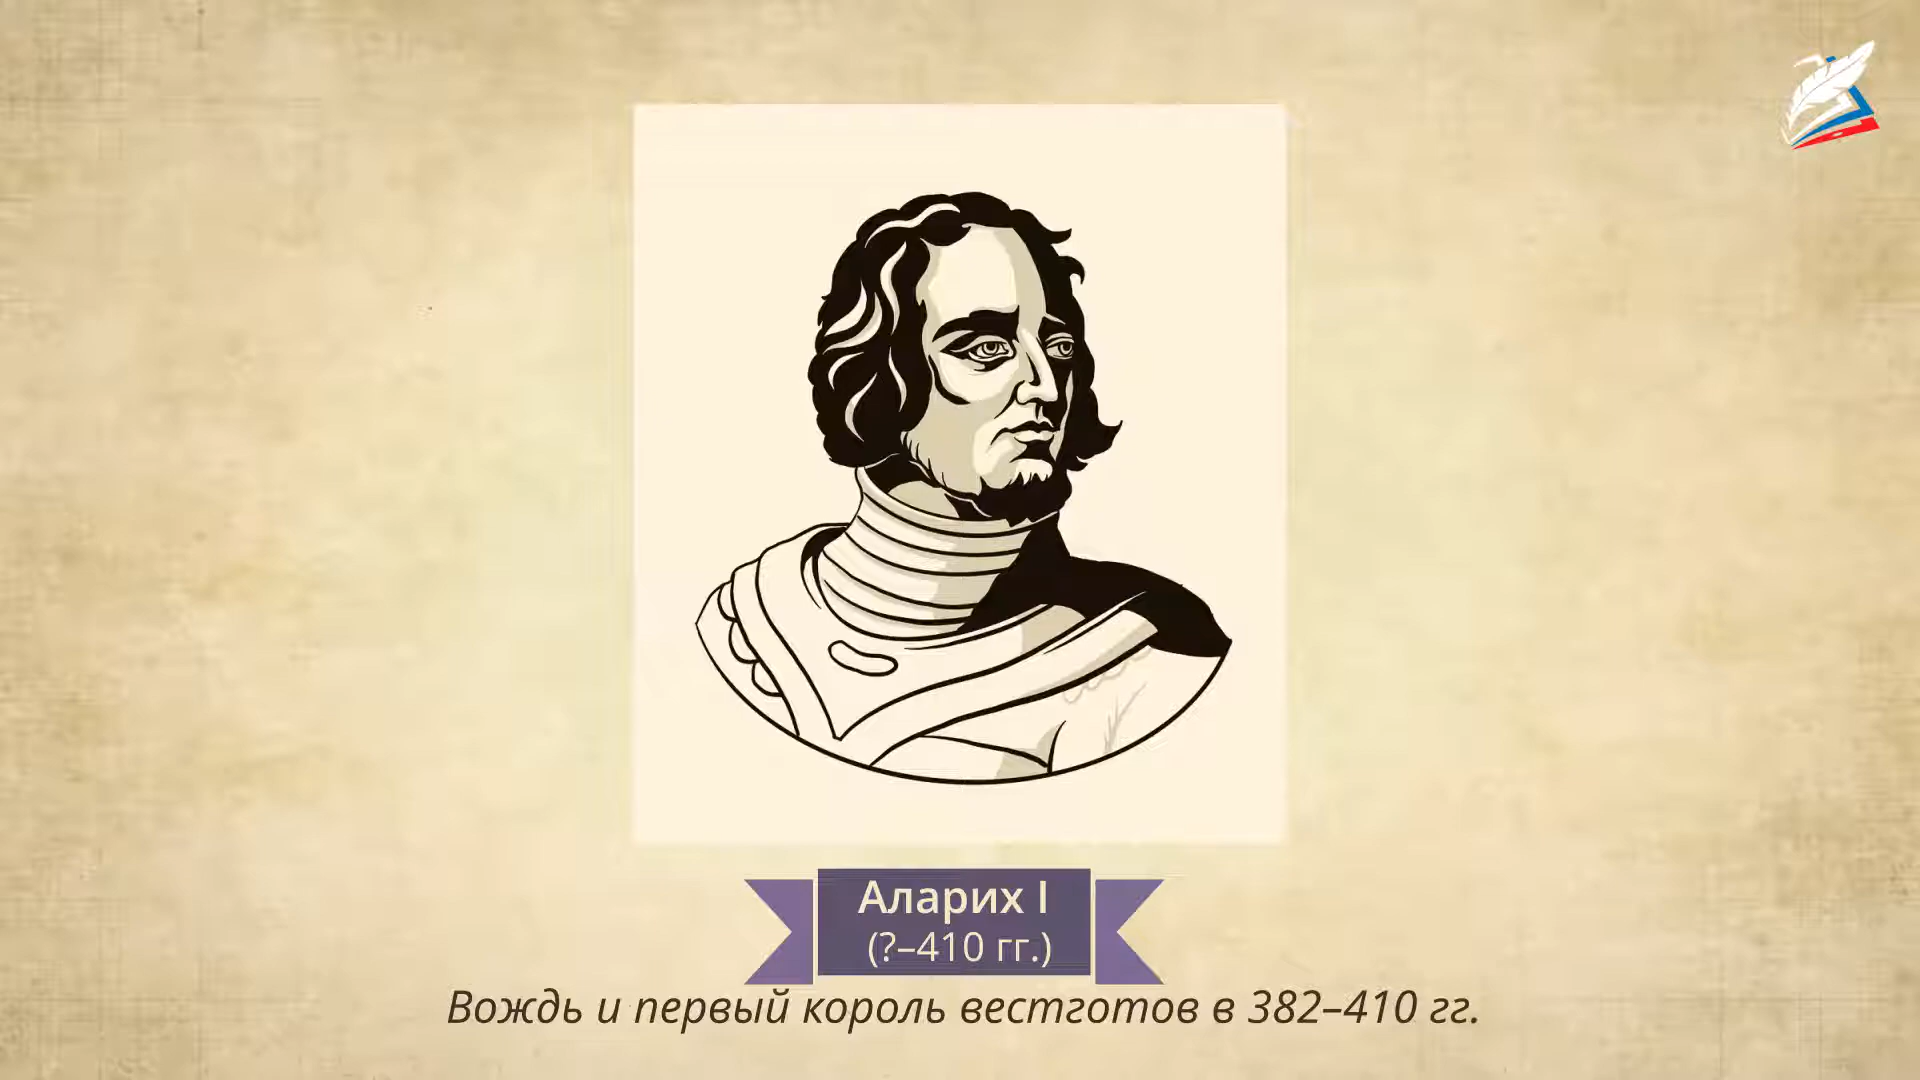 Аларих I
(?–410 гг.)
Вождь и первый король вестготов в 382–410 гг.